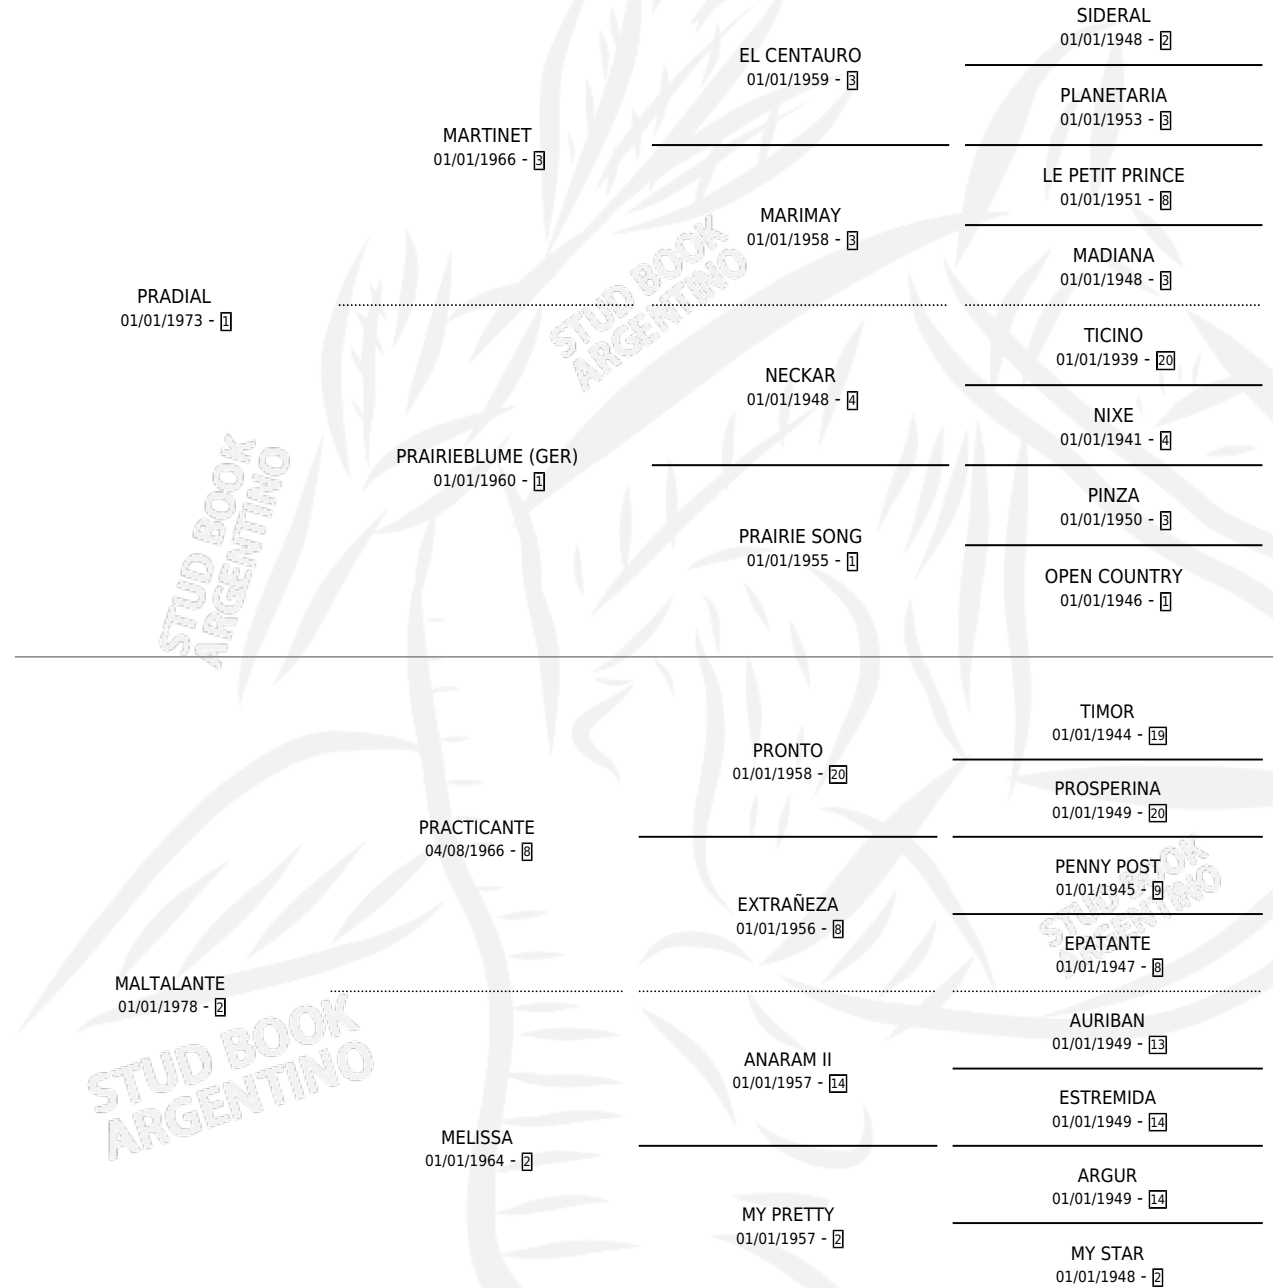 SIDERAL
01/01/1948 - 2
EL CENTAURO
01/01/1959 - 3
PLANETARIA
01/01/1953 - 3
MARTINET
01/01/1966 - 3
LE PETIT PRINCE
01/01/1951 - 8
MARIMAY
01/01/1958 - 3
MADIANA
01/01/1948 - 3
PRADIAL
01/01/1973 - 1
STUD BOOK
ARGENTINO
TICINO
01/01/1939 - 20
NECKAR
01/01/1948 - 4
NIXE
01/01/1941 - 4
PRAIRIEBLUME (GER)
01/01/1960 - 1
PINZA
01/01/1950 - 3
PRAIRIE SONG
01/01/1955 - 1
OPEN COUNTRY
01/01/1946 - 1
STUD BOOK
ARGENTINO
TIMOR
01/01/1944 - 19
PRONTO
01/01/1958 - 20
PROSPERINA
01/01/1949 - 20
PRACTICANTE
04/08/1966 - 8
PENNY POST
01/01/1945 - 9
EXTRAÑEZA
01/01/1956 - 8
STUD BOOK
ARGENTINO
EPATANTE
01/01/1947 - 8
MALTALANTE
01/01/1978 - 2
STUD BOOK
ARGENTINO
AURIBAN
01/01/1949 - 13
ANARAM II
01/01/1957 - 14
ESTREMIDA
01/01/1949 - 14
MELISSA
01/01/1964 - 2
ARGUR
01/01/1949 - 14
MY PRETTY
01/01/1957 - 2
MY STAR
01/01/1948 - 2